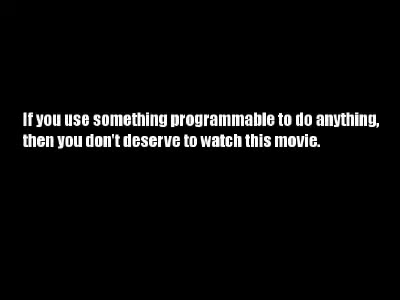 If you use something programmable to do anything,
then you don't deserve to watch this movie.